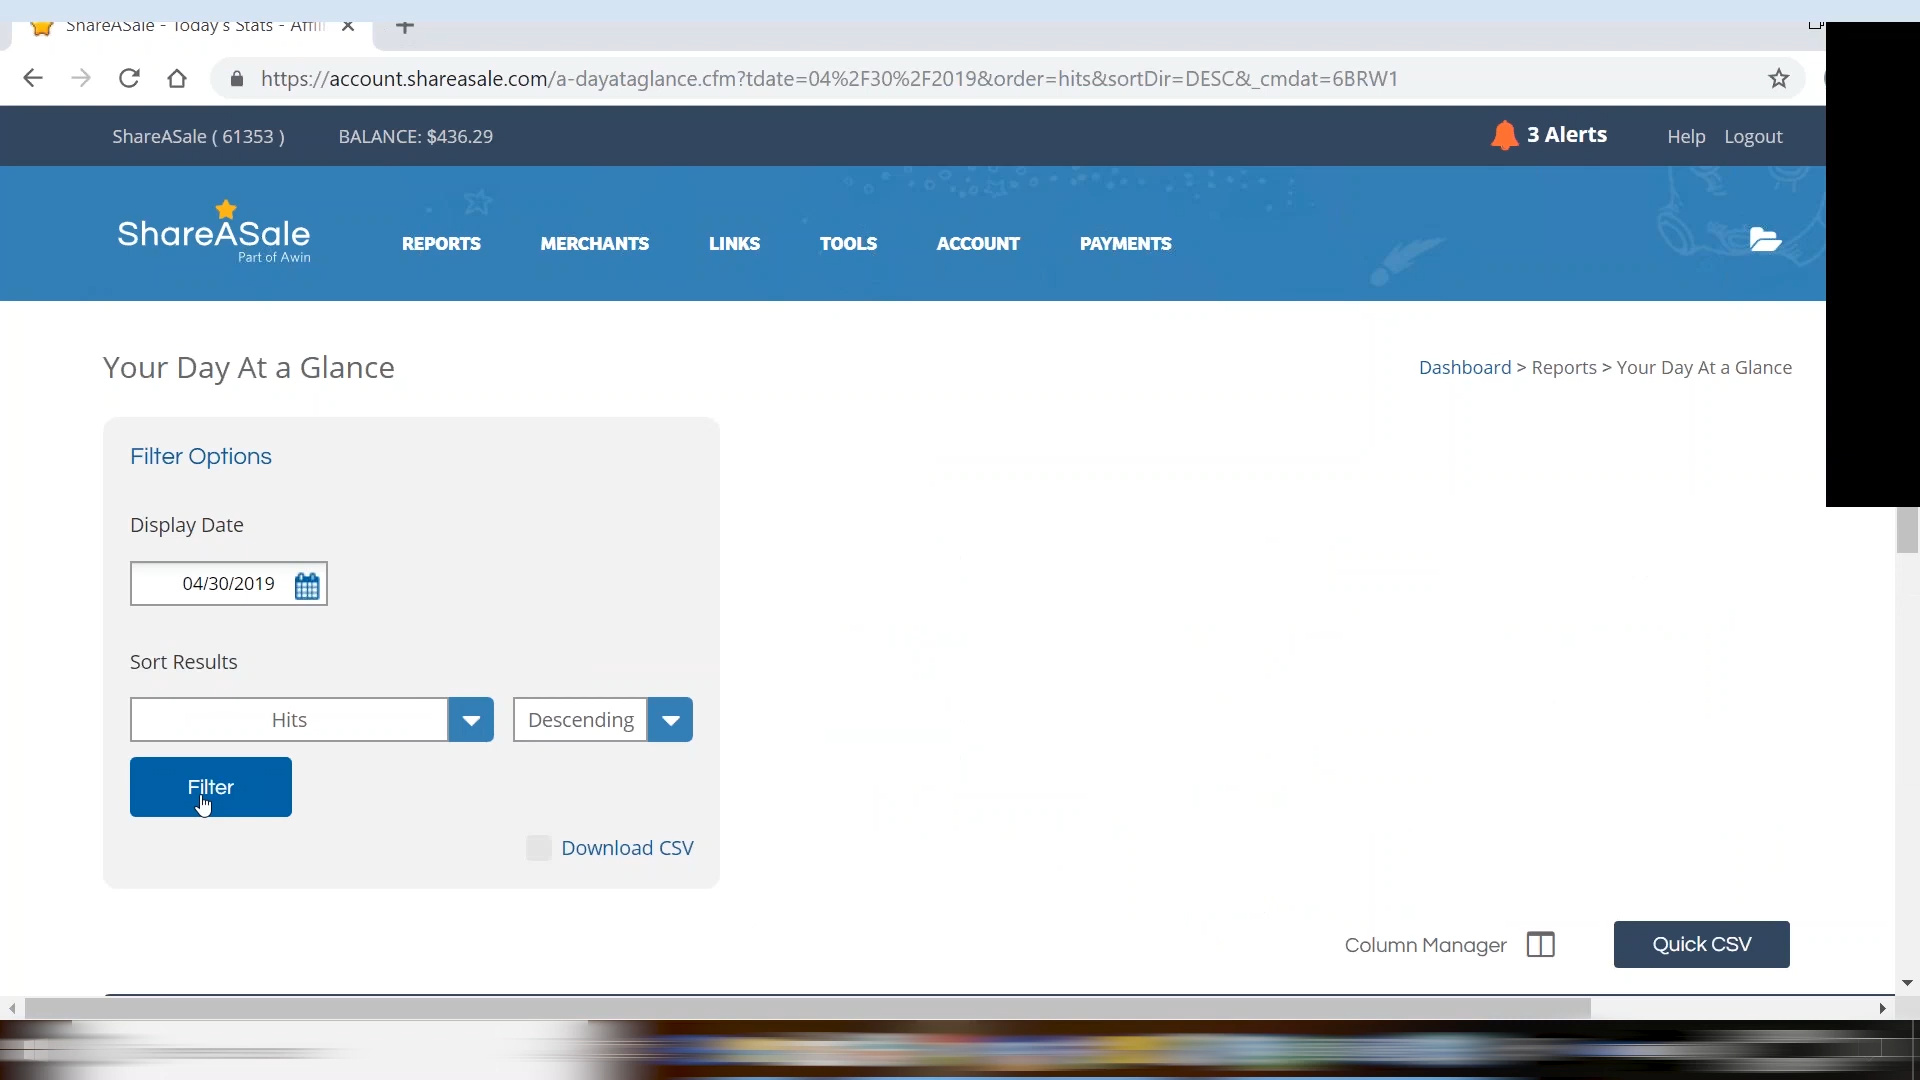 ShareASale - Today's Stats - Affili
https://account.shareasale.com/a-dayataglance.cfm?tdate=04%2F30%2F2019&order=hits&sortDir=DESC&_cmdat=6BRW1
ShareASale ( 61353 ) BALANCE: $436.29 3 Alerts Help Logout
ShareASale
Part of Awin
REPORTS MERCHANTS LINKS TOOLS ACCOUNT PAYMENTS
Your Day At a Glance Dashboard > Reports > Your Day At a Glance
Filter Options
Display Date
04/30/2019
Sort Results
Hits Descending
Filter
Download CSV
Column Manager Quick CSV